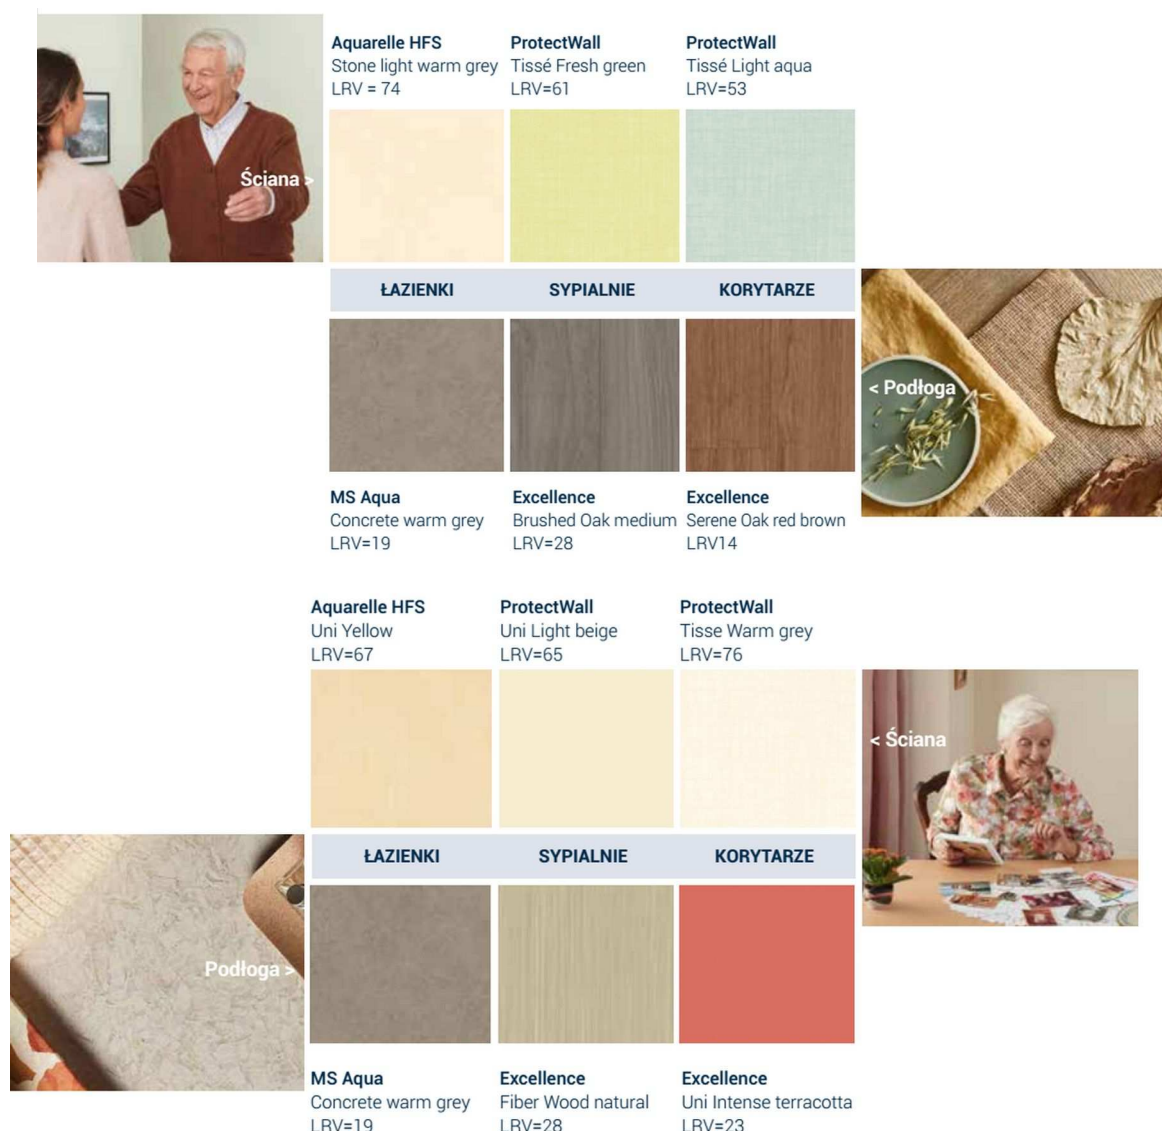 Aquarelle HFS
Stone light warm grey
LRV = 74
ProtectWall
Tissé Fresh green
LRV=61
ProtectWall
Tissé Light aqua
LRV=53
Ściana >
ŁAZIENKI
SYPIALNIE
KORYTARZE
< Podłoga
MS Aqua
Concrete warm grey
LRV=19
Excellence
Brushed Oak medium
LRV=28
Excellence
Serene Oak red brown
LRV14
Aquarelle HFS
Uni Yellow
LRV=67
ProtectWall
Uni Light beige
LRV=65
ProtectWall
Tisse Warm grey
LRV=76
< Ściana
ŁAZIENKI
SYPIALNIE
KORYTARZE
Podłoga >
MS Aqua
Concrete warm grey
LRV=19
Excellence
Fiber Wood natural
LRV=28
Excellence
Uni Intense terracotta
LRV=23